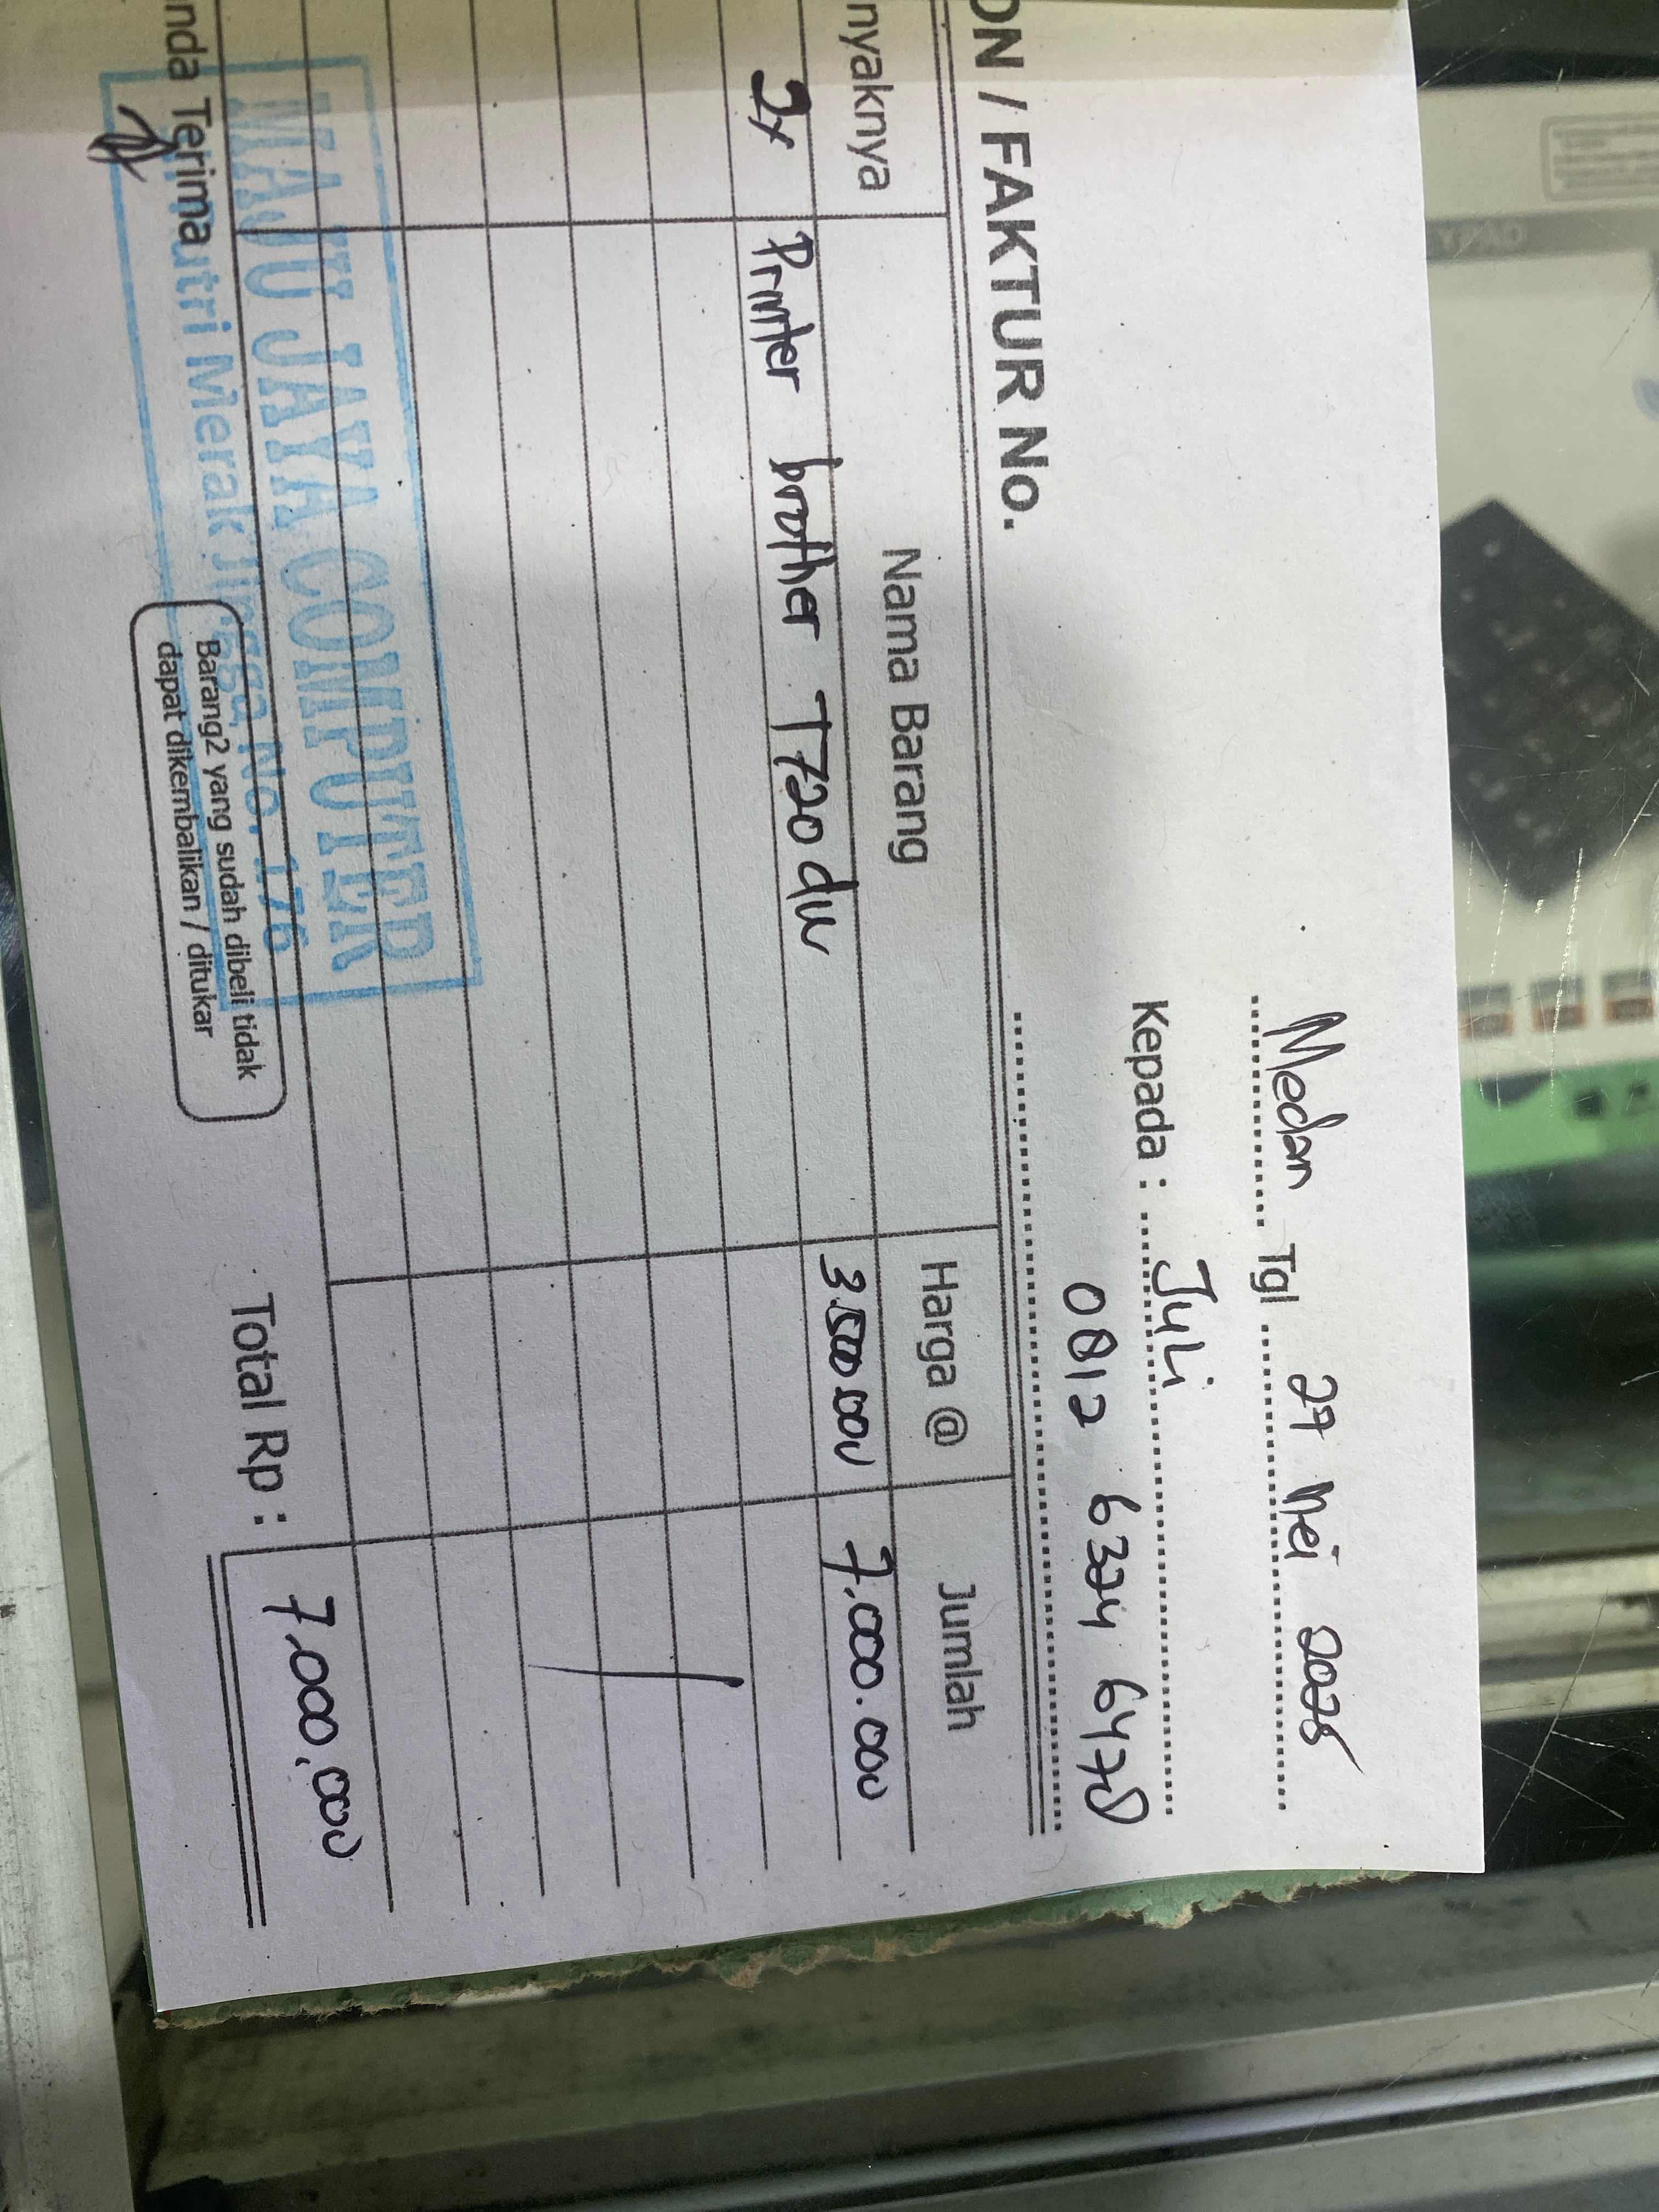 Medan Tgl 27 Mei 2025
Kepada : Juli
0812 6324 6478
ON / FAKTUR No.
nyaknya Nama Barang Harga @ Jumlah
2x Printer brother T720 dw 3.500.000 7.000.000
MAJU JAYA COMPUTER
utri Merak Jingga No. 176
nda Terima
Barang2 yang sudah dibeli tidak
dapat dikembalikan / ditukar
Total Rp : 7.000.000